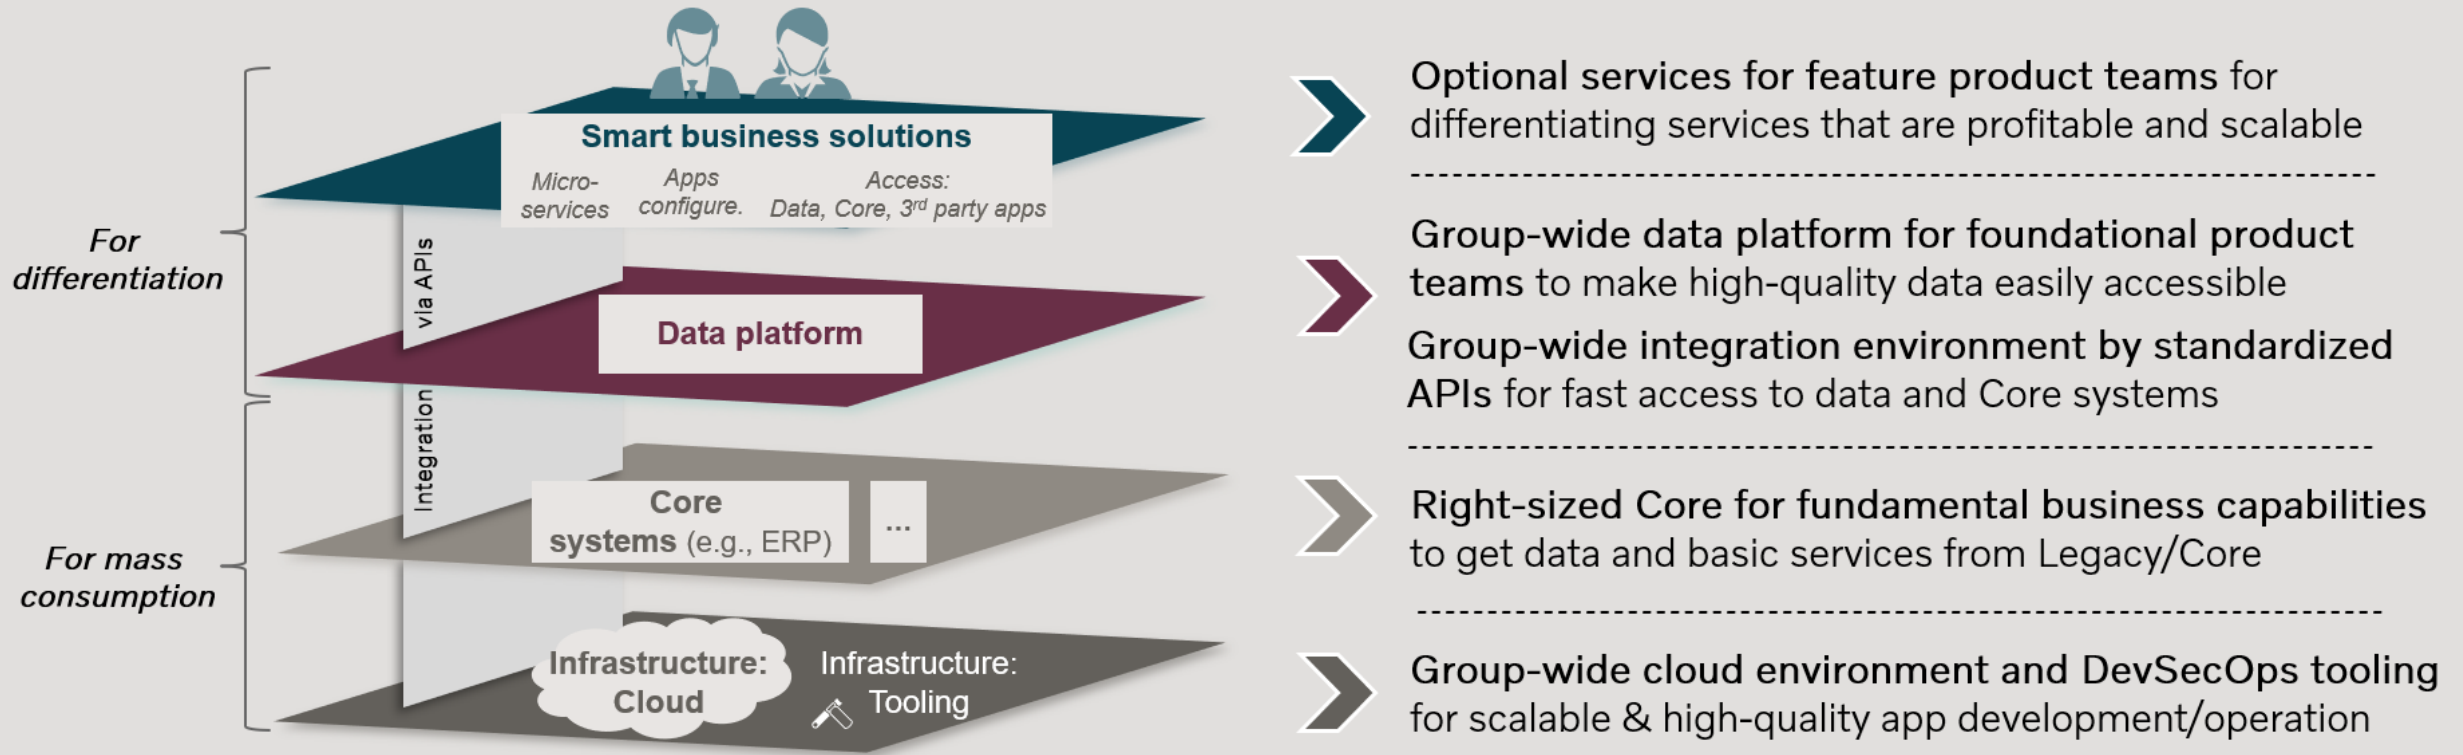 For
differentiation
For mass
consumption
Smart business solutions
Micro-
services
Apps
configure.
Access:
Data, Core, 3rd party apps
Integration via APIs
Data platform
Core
systems (e.g., ERP)
...
Infrastructure:
Cloud
Infrastructure:
Tooling
Optional services for feature product teams for
differentiating services that are profitable and scalable
Group-wide data platform for foundational product
teams to make high-quality data easily accessible
Group-wide integration environment by standardized
APIs for fast access to data and Core systems
Right-sized Core for fundamental business capabilities
to get data and basic services from Legacy/Core
Group-wide cloud environment and DevSecOps tooling
for scalable & high-quality app development/operation